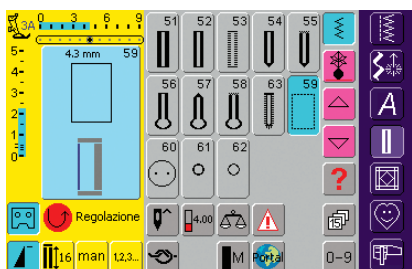 3A 0 3 6 9 51 52 53 54 55
4.3 mm 59
5
4
3
2
1
0
56 57 58 63 59
A
60 61 62
?
Regolazione 4.00
16 man 1,2,3... M Portal 0-9